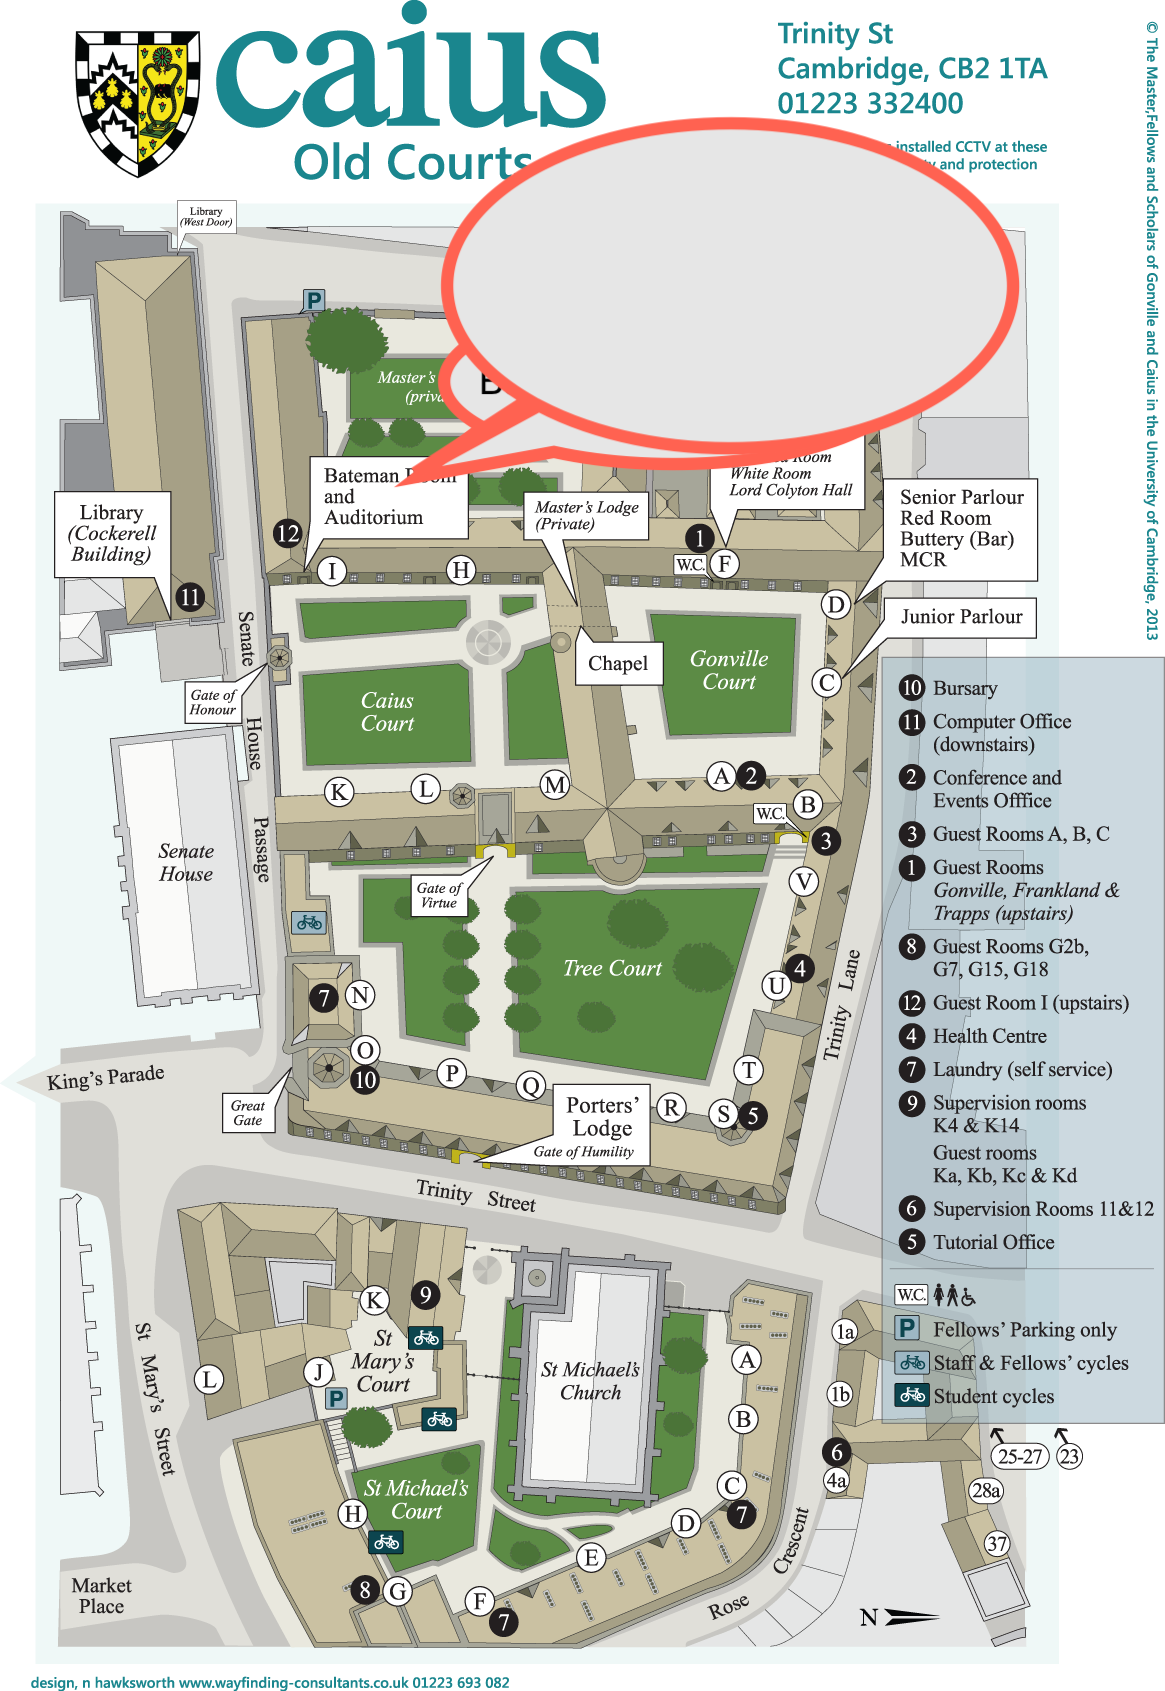 caius
Old Courts
Trinity St
Cambridge, CB2 1TA
01223 332400
installed CCTV at these
and protection
© The Master,Fellows and Scholars of Gonville and Caius in the University of Cambridge, 2013
Library
(West Door)
P
Master's
B
Bateman Room
and
Auditorium
Library
(Cockerell
Building)
Master's Lodge
(Private)
Room
White Room
Lord Colyton Hall
Senior Parlour
Red Room
Buttery (Bar)
MCR
Junior Parlour
12
I
H
1
W.C.
F
D
11
Senate House Passage
Gate of
Honour
Chapel
Gonville
Court
C
Caius
Court
K
L
M
A
2
B
W.C.
3
Senate
House
Gate of
Virtue
V
Tree Court
4
U
7
N
O
10
P
Q
R
S
5
T
Trinity Lane
King's Parade
Great
Gate
Porters'
Lodge
Gate of Humility
Trinity Street
10 Bursary
11 Computer Office
(downstairs)
2 Conference and
Events Offfice
3 Guest Rooms A, B, C
1 Guest Rooms
Gonville, Frankland &
Trapps (upstairs)
8 Guest Rooms G2b,
G7, G15, G18
12 Guest Room I (upstairs)
4 Health Centre
7 Laundry (self service)
9 Supervision rooms
K4 & K14
Guest rooms
Ka, Kb, Kc & Kd
6 Supervision Rooms 11&12
5 Tutorial Office
W.C.
P Fellows' Parking only
Staff & Fellows' cycles
Student cycles
K
9
St
Mary's
Court
J
P
L
St Mary's Street
St Michael's
Church
A
B
C
7
D
E
F
7
G
8
H
St Michael's
Court
1a
1b
6
4a
25-27
23
28a
37
Rose Crescent
Market
Place
N
design, n hawksworth www.wayfinding-consultants.co.uk 01223 693 082